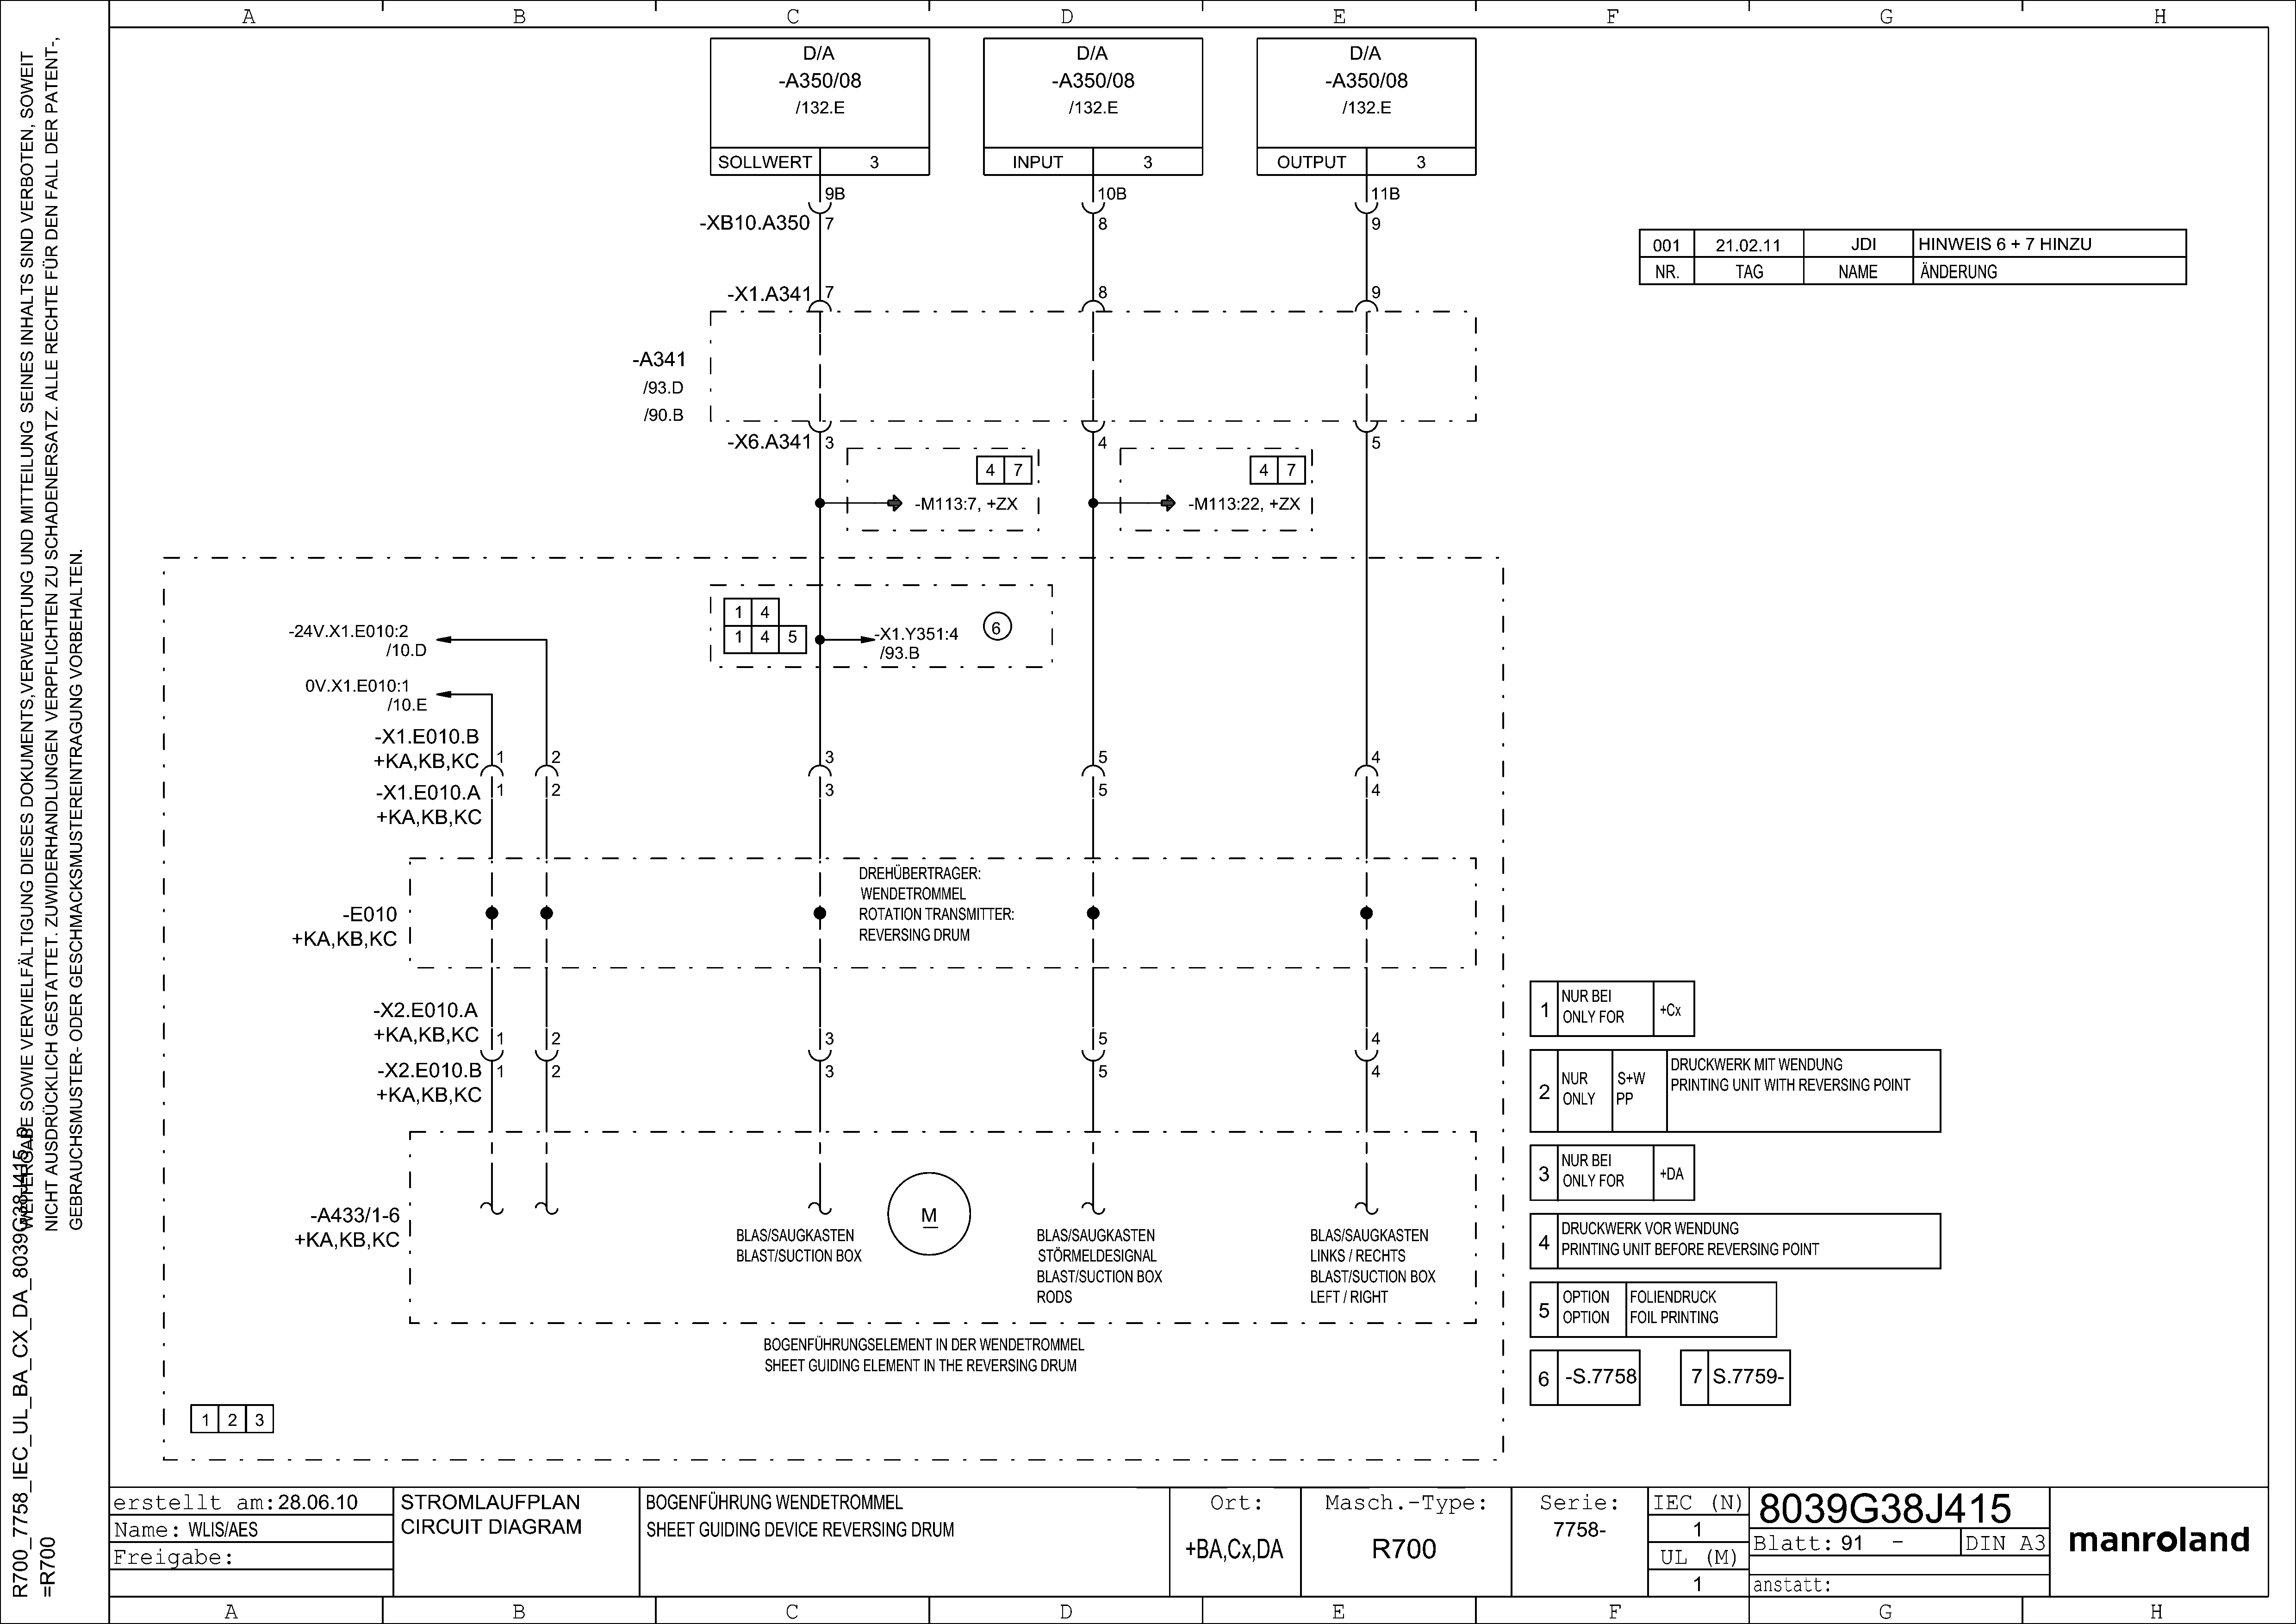 A B C D E F G H
D/A
-A350/08
/132.E
SOLLWERT 3
D/A
-A350/08
/132.E
INPUT 3
D/A
-A350/08
/132.E
OUTPUT 3
9B 10B 11B
-XB10.A350 7 8 9
001 21.02.11 JDI HINWEIS 6 + 7 HINZU
NR. TAG NAME ÄNDERUNG
-X1.A341 7 8 9
-A341
/93.D
/90.B
-X6.A341 3 4 5
4 7
-M113:7, +ZX
4 7
-M113:22, +ZX
1 4
1 4 5
-X1.Y351:4
/93.B
6
-24V.X1.E010:2
/10.D
0V.X1.E010:1
/10.E
-X1.E010.B
+KA,KB,KC 1 2 3 5 4
-X1.E010.A 1 2 3 5 4
+KA,KB,KC
DREHÜBERTRAGER:
WENDETROMMEL
ROTATION TRANSMITTER:
REVERSING DRUM
-E010
+KA,KB,KC
-X2.E010.A
+KA,KB,KC 1 2 3 5 4
-X2.E010.B 1 2 3 5 4
+KA,KB,KC
-A433/1-6
+KA,KB,KC
M
BLAS/SAUGKASTEN
BLAST/SUCTION BOX
BLAS/SAUGKASTEN
STÖRMELDESIGNAL
BLAST/SUCTION BOX
RODS
BLAS/SAUGKASTEN
LINKS / RECHTS
BLAST/SUCTION BOX
LEFT / RIGHT
BOGENFÜHRUNGSELEMENT IN DER WENDETROMMEL
SHEET GUIDING ELEMENT IN THE REVERSING DRUM
1 2 3
1 NUR BEI
ONLY FOR +Cx
2 NUR
ONLY
S+W
PP
DRUCKWERK MIT WENDUNG
PRINTING UNIT WITH REVERSING POINT
3 NUR BEI
ONLY FOR +DA
4 DRUCKWERK VOR WENDUNG
PRINTING UNIT BEFORE REVERSING POINT
5 OPTION FOLIENDRUCK
OPTION FOIL PRINTING
6 -S.7758
7 S.7759-
erstellt am: 28.06.10
Name: WLIS/AES
Freigabe:
STROMLAUFPLAN
CIRCUIT DIAGRAM
BOGENFÜHRUNG WENDETROMMEL
SHEET GUIDING DEVICE REVERSING DRUM
Ort:
+BA,Cx,DA
Masch.-Type:
R700
Serie:
7758-
IEC (N)
1
UL (M)
1
8039G38J415
Blatt: 91 - DIN A3
anstatt:
manroland
A B C D E F G H
WEITERGABE SOWIE VERVIELFÄLTIGUNG DIESES DOKUMENTS,VERWERTUNG UND MITTEILUNG SEINES INHALTS SIND VERBOTEN, SOWEIT
NICHT AUSDRÜCKLICH GESTATTET. ZUWIDERHANDLUNGEN VERPFLICHTEN ZU SCHADENERSATZ. ALLE RECHTE FÜR DEN FALL DER PATENT-,
GEBRAUCHSMUSTER- ODER GESCHMACKSMUSTEREINTRAGUNG VORBEHALTEN.
R700_7758_IEC_UL_BA_CX_DA_8039G38J415_D
=R700